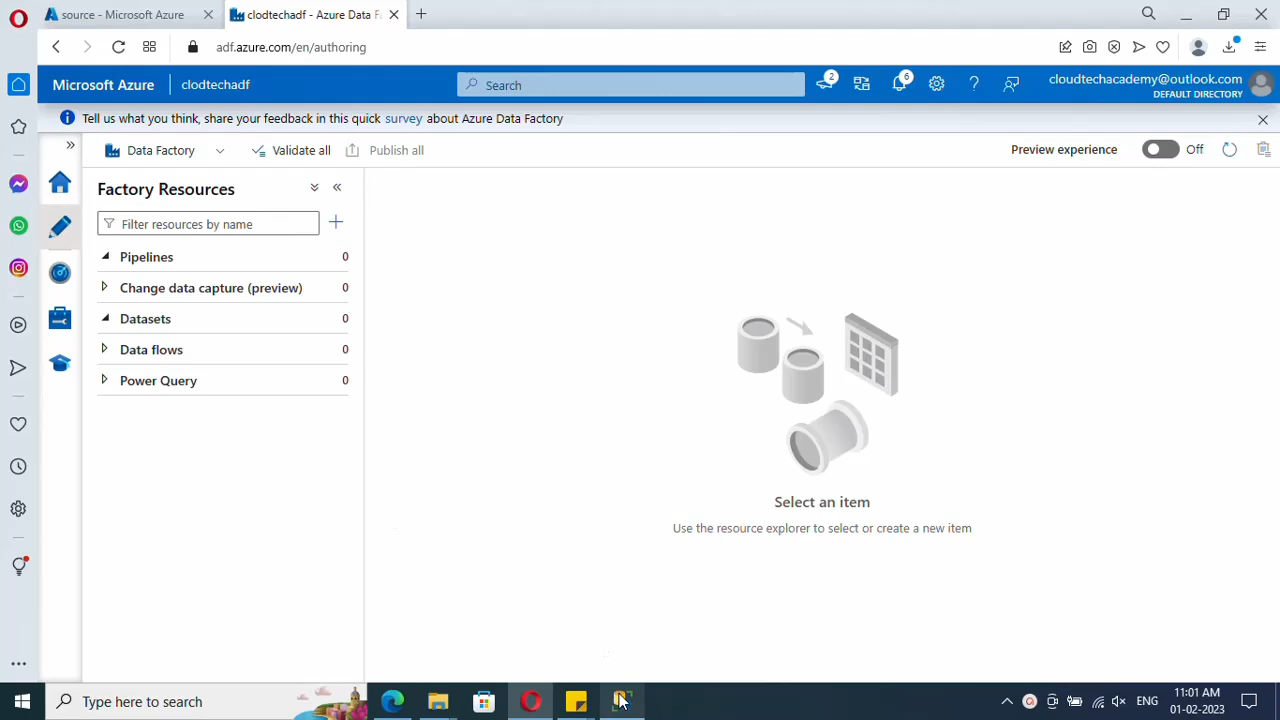 source - Microsoft Azure
clodtechadf - Azure Data F
adf.azure.com/en/authoring
Microsoft Azure
clodtechadf
Search
2
6
cloudtechacademy@outlook.com
DEFAULT DIRECTORY
Tell us what you think, share your feedback in this quick survey about Azure Data Factory
Data Factory
Validate all
Publish all
Preview experience
Off
Factory Resources
Filter resources by name
Pipelines 0
Change data capture (preview) 0
Datasets 0
Data flows 0
Power Query 0
Select an item
Use the resource explorer to select or create a new item
Type here to search
ENG
11:01 AM
01-02-2023